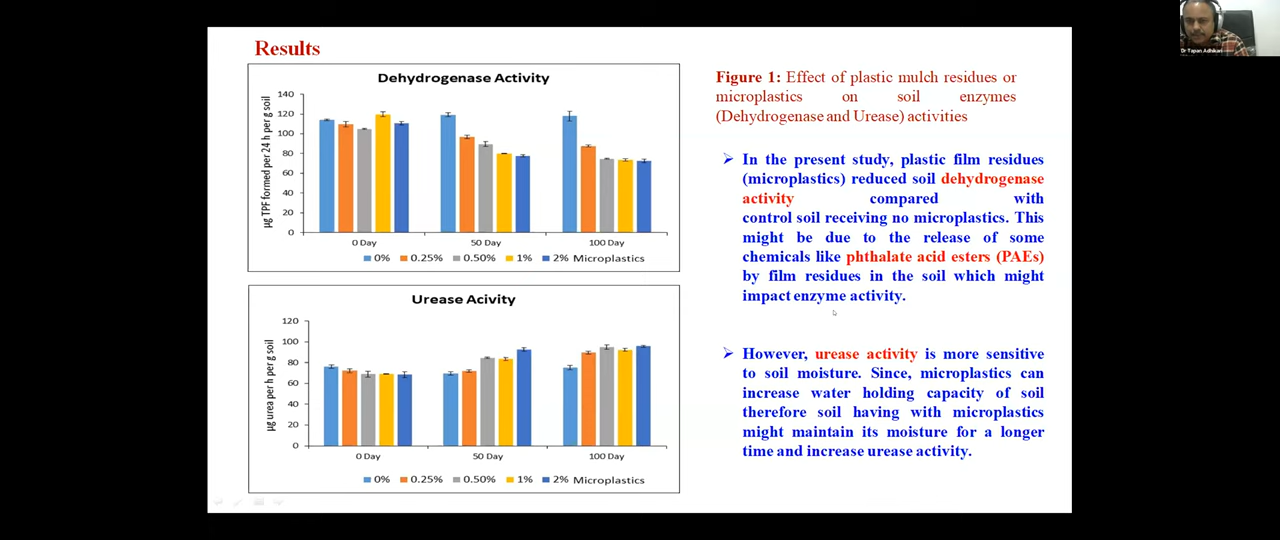 Results
Dehydrogenase Activity
µg TPF formed per 24 h per g soil
140
120
100
80
60
40
20
0
0 Day 50 Day 100 Day
0% 0.25% 0.50% 1% 2% Microplastics
Urease Acivity
µg urea per h per g soil
120
100
80
60
40
20
0
0 Day 50 Day 100 Day
0% 0.25% 0.50% 1% 2% Microplastics
Figure 1: Effect of plastic mulch residues or
microplastics on soil enzymes
(Dehydrogenase and Urease) activities
In the present study, plastic film residues
(microplastics) reduced soil dehydrogenase
activity compared with
control soil receiving no microplastics. This
might be due to the release of some
chemicals like phthalate acid esters (PAEs)
by film residues in the soil which might
impact enzyme activity.
However, urease activity is more sensitive
to soil moisture. Since, microplastics can
increase water holding capacity of soil
therefore soil having with microplastics
might maintain its moisture for a longer
time and increase urease activity.
Dr Tapan Adhikari